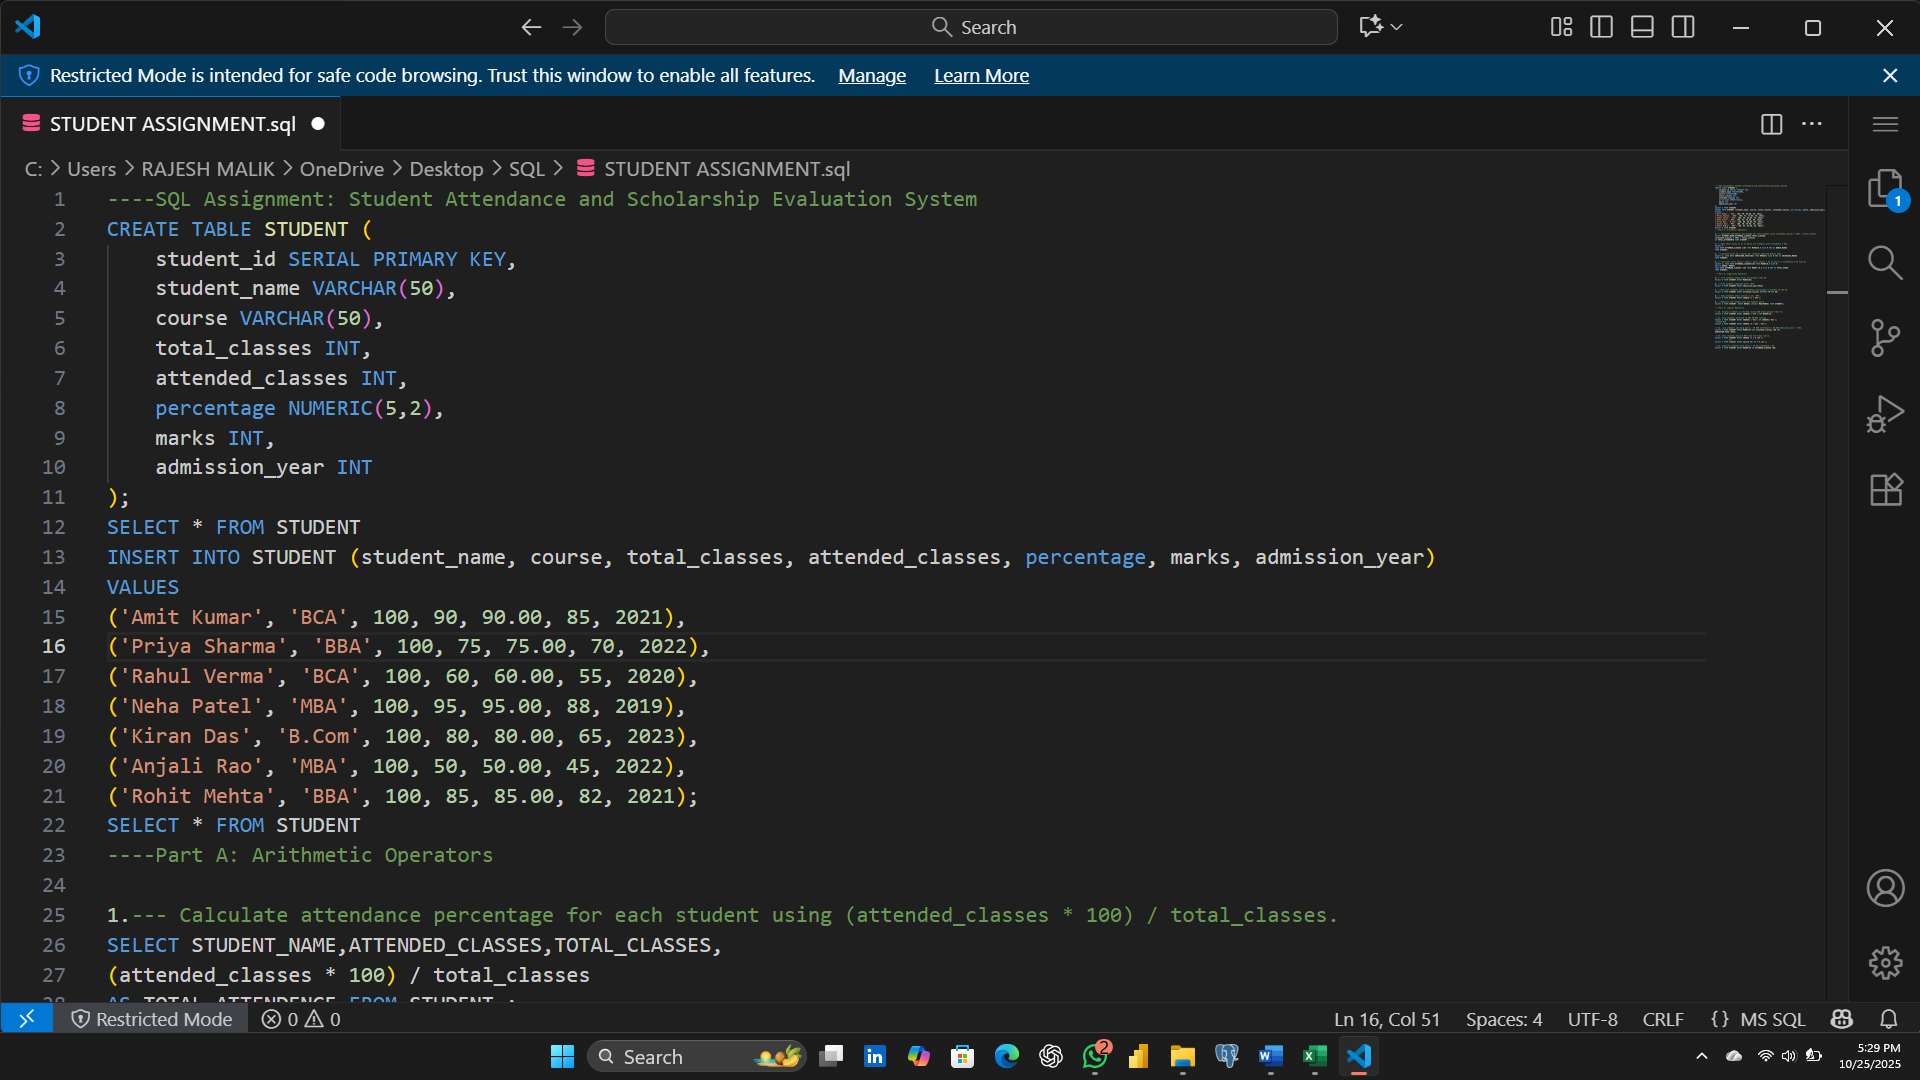 Search
Restricted Mode is intended for safe code browsing. Trust this window to enable all features. Manage Learn More
STUDENT ASSIGNMENT.sql
C: > Users > RAJESH MALIK > OneDrive > Desktop > SQL > STUDENT ASSIGNMENT.sql
1 ----SQL Assignment: Student Attendance and Scholarship Evaluation System
2 CREATE TABLE STUDENT (
3 student_id SERIAL PRIMARY KEY,
4 student_name VARCHAR(50),
5 course VARCHAR(50),
6 total_classes INT,
7 attended_classes INT,
8 percentage NUMERIC(5,2),
9 marks INT,
10 admission_year INT
11 );
12 SELECT * FROM STUDENT
13 INSERT INTO STUDENT (student_name, course, total_classes, attended_classes, percentage, marks, admission_year)
14 VALUES
15 ('Amit Kumar', 'BCA', 100, 90, 90.00, 85, 2021),
16 ('Priya Sharma', 'BBA', 100, 75, 75.00, 70, 2022),
17 ('Rahul Verma', 'BCA', 100, 60, 60.00, 55, 2020),
18 ('Neha Patel', 'MBA', 100, 95, 95.00, 88, 2019),
19 ('Kiran Das', 'B.Com', 100, 80, 80.00, 65, 2023),
20 ('Anjali Rao', 'MBA', 100, 50, 50.00, 45, 2022),
21 ('Rohit Mehta', 'BBA', 100, 85, 85.00, 82, 2021);
22 SELECT * FROM STUDENT
23 ----Part A: Arithmetic Operators
24
25 1.--- Calculate attendance percentage for each student using (attended_classes * 100) / total_classes.
26 SELECT STUDENT_NAME,ATTENDED_CLASSES,TOTAL_CLASSES,
27 (attended_classes * 100) / total_classes
28 AS TOTAL_ATTENDENCE FROM STUDENT ;
1
Restricted Mode 0 0 Ln 16, Col 51 Spaces: 4 UTF-8 CRLF {} MS SQL
Search 2 5:29 PM
10/25/2025